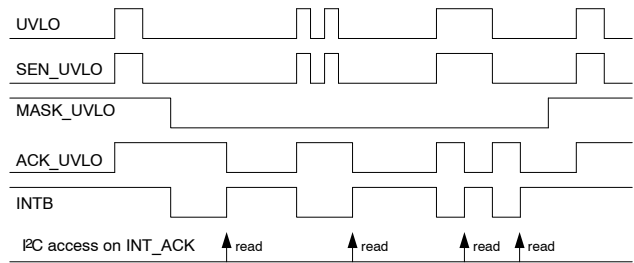 UVLO
SEN_UVLO
MASK_UVLO
ACK_UVLO
INTB
I²C access on INT_ACK read read read read